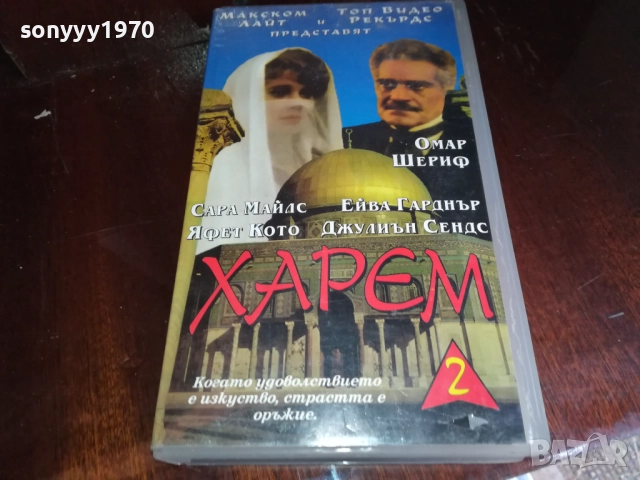 sonyyy1970
Макском Топ Видео
Лайт и Рекърдс
представят
Омар
Шериф
Сара Майлс Ейва Гарднър
Яфет Кото Джулиън Сендс
ХАРЕМ
2
Когато удоволствието
е изкуство, страстта е
оръжие.
BAZAR